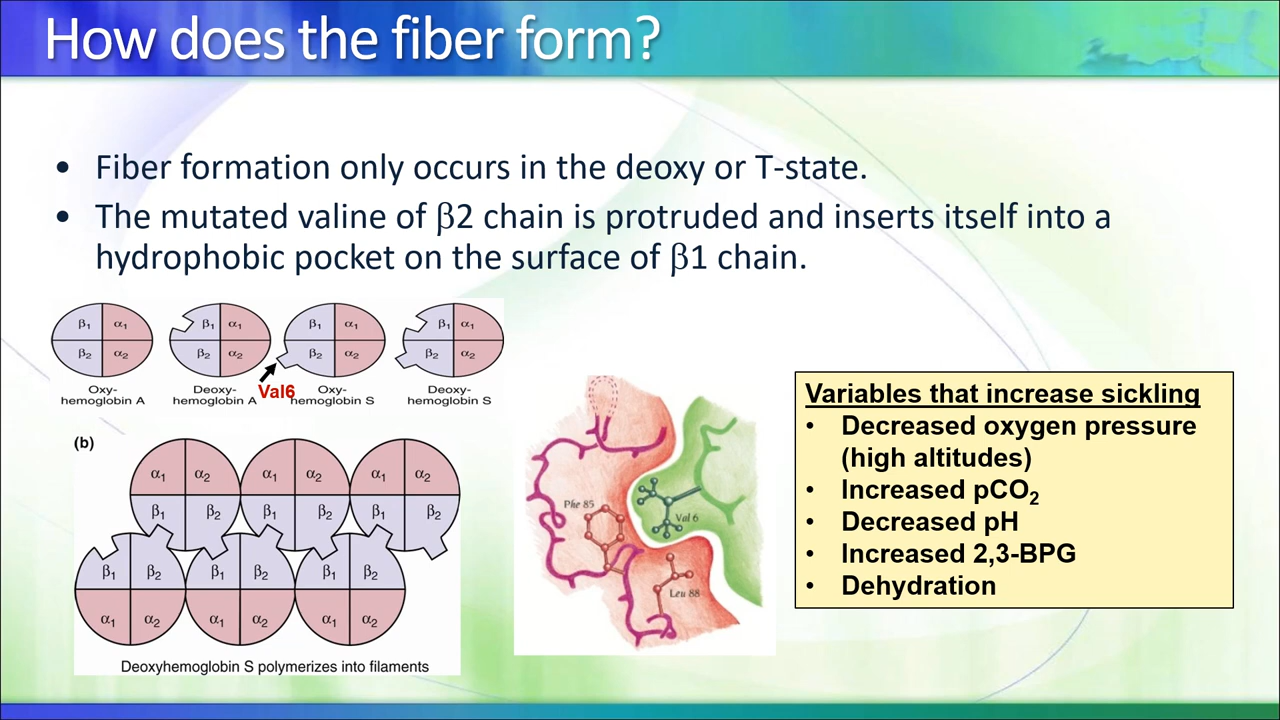 How does the fiber form?
• Fiber formation only occurs in the deoxy or T-state.
• The mutated valine of β2 chain is protruded and inserts itself into a
hydrophobic pocket on the surface of β1 chain.
β1 α1 β1 α1 β1 α1 β1 α1
β2 α2 β2 α2 β2 α2 β2 α2
Val6
Oxy- Deoxy- Oxy- Deoxy-
hemoglobin A hemoglobin A hemoglobin S hemoglobin S
(b)
α1 α2 α1 α2 α1 α2
β1 β2 β1 β2 β1 β2
β1 β2 β1 β2 β1 β2
α1 α2 α1 α2 α1 α2
Deoxyhemoglobin S polymerizes into filaments
Phe 85
Val 6
Leu 88
Variables that increase sickling
• Decreased oxygen pressure
(high altitudes)
• Increased pCO2
• Decreased pH
• Increased 2,3-BPG
• Dehydration